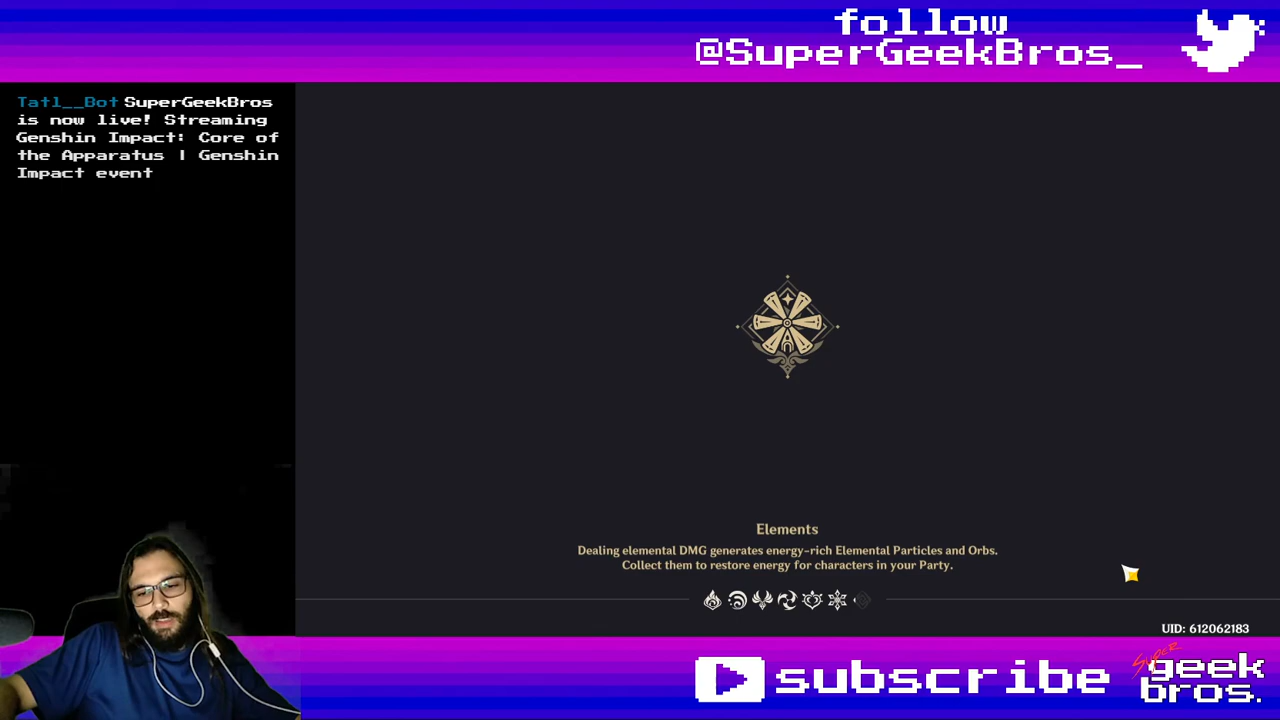 follow
@SuperGeekBros_
Tatl__Bot SuperGeekBros
is now live! Streaming
Genshin Impact: Core of
the Apparatus | Genshin
Impact event
Elements
Dealing elemental DMG generates energy-rich Elemental Particles and Orbs.
Collect them to restore energy for characters in your Party.
UID: 612062183
subscribe
Super
geek
bros.